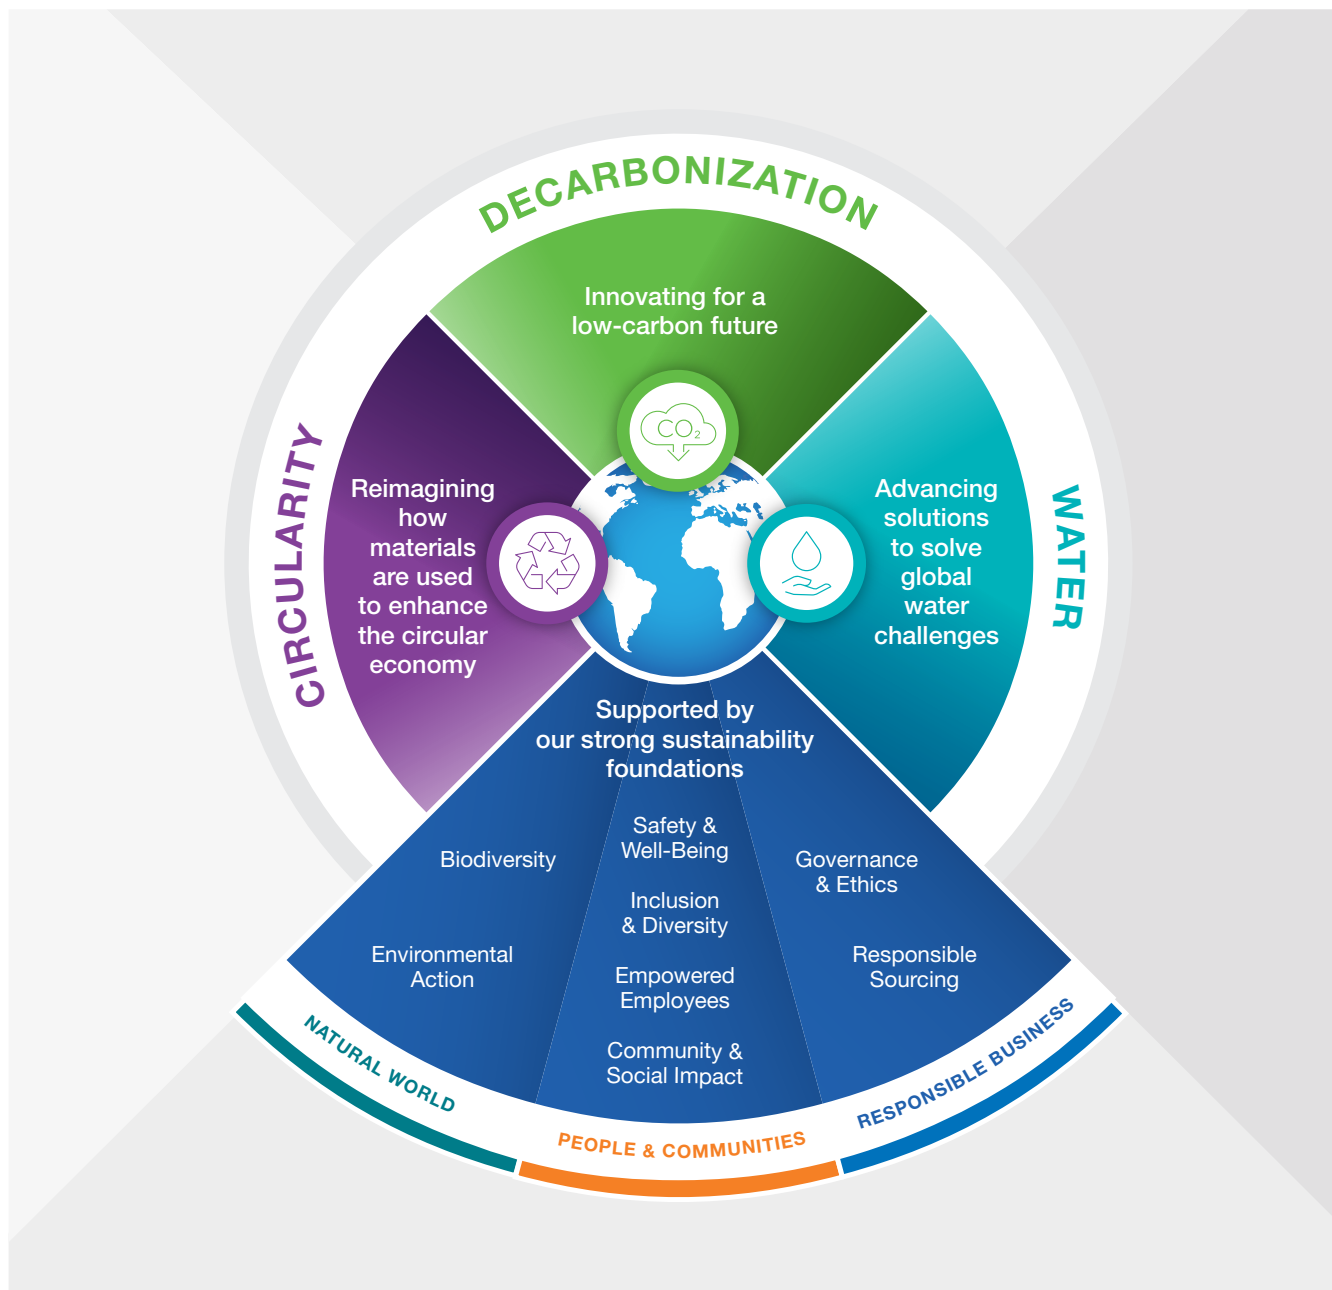 DECARBONIZATION
Innovating for a
low-carbon future
CO2
CIRCULARITY
Reimagining
how
materials
are used
to enhance
the circular
economy
WATER
Advancing
solutions
to solve
global
water
challenges
Supported by
our strong sustainability
foundations
Biodiversity
Environmental
Action
NATURAL WORLD
Safety &
Well-Being
Inclusion
& Diversity
Empowered
Employees
Community &
Social Impact
PEOPLE & COMMUNITIES
Governance
& Ethics
Responsible
Sourcing
RESPONSIBLE BUSINESS